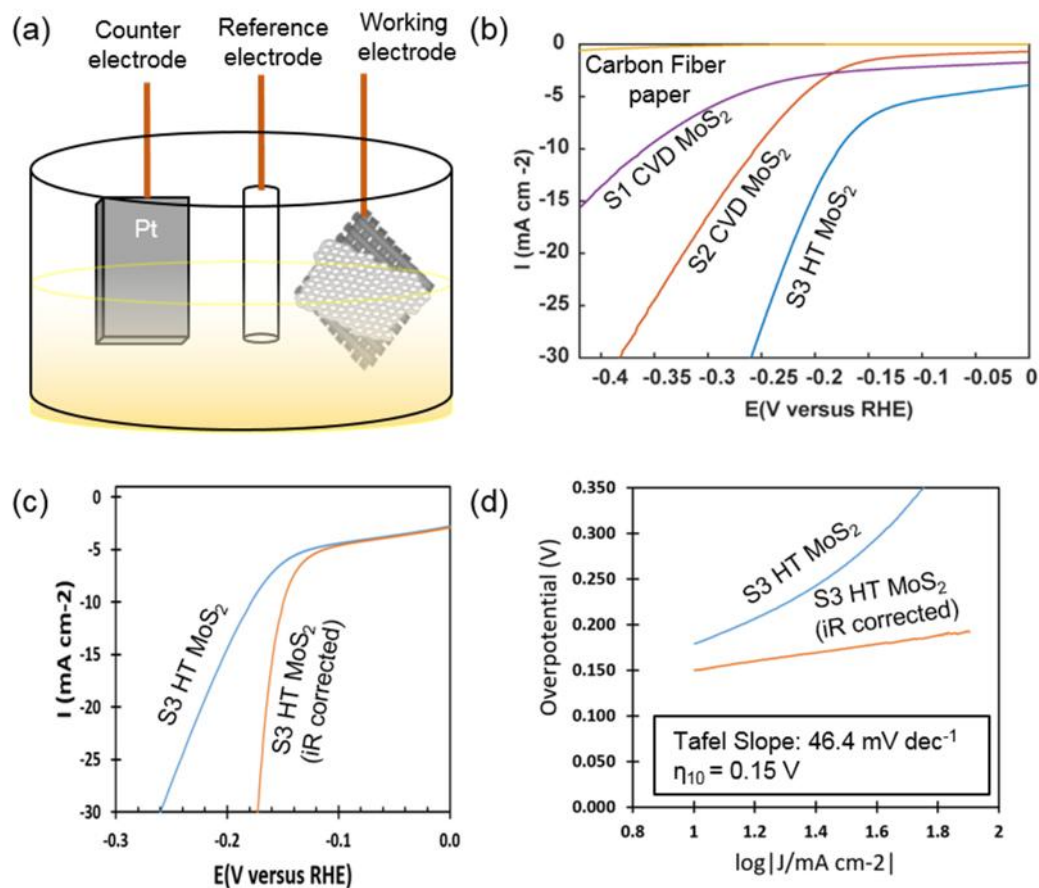 (a)
Counter
electrode
Reference
electrode
Working
electrode
Pt
(b)
0
-5
-10
-15
-20
-25
-30
I (mA cm -2)
Carbon Fiber
paper
S1 CVD MoS₂
S2 CVD MoS₂
S3 HT MoS₂
-0.4 -0.35 -0.3 -0.25 -0.2 -0.15 -0.1 -0.05 0
E(V versus RHE)
(c)
0
-5
-10
-15
-20
-25
-30
I (mA cm-2)
S3 HT MoS₂
S3 HT MoS₂
(iR corrected)
-0.3 -0.2 -0.1 0.0
E(V versus RHE)
(d)
0.350
0.300
0.250
0.200
0.150
0.100
0.050
0.000
Overpotential (V)
S3 HT MoS₂
S3 HT MoS₂
(iR corrected)
Tafel Slope: 46.4 mV dec⁻¹
η₁₀ = 0.15 V
0.8 1 1.2 1.4 1.6 1.8 2
log|J/mA cm-2|